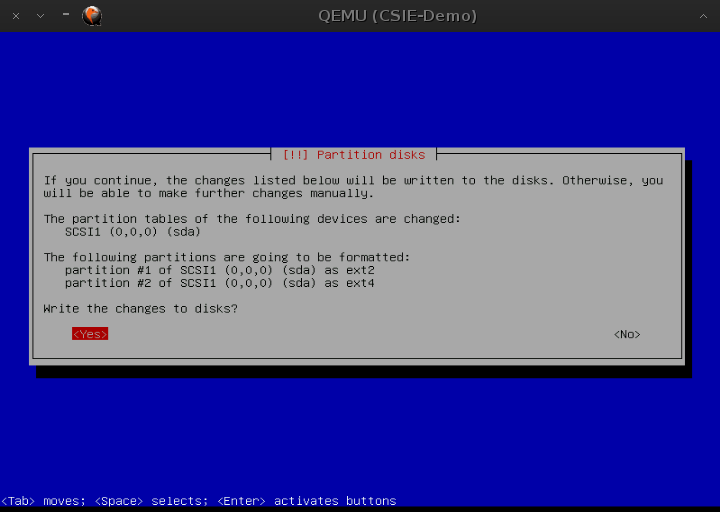 QEMU (CSIE-Demo)
[!!] Partition disks
If you continue, the changes listed below will be written to the disks. Otherwise, you
will be able to make further changes manually.
The partition tables of the following devices are changed:
SCSI1 (0,0,0) (sda)
The following partitions are going to be formatted:
partition #1 of SCSI1 (0,0,0) (sda) as ext2
partition #2 of SCSI1 (0,0,0) (sda) as ext4
Write the changes to disks?
<Yes> <No>
<Tab> moves; <Space> selects; <Enter> activates buttons